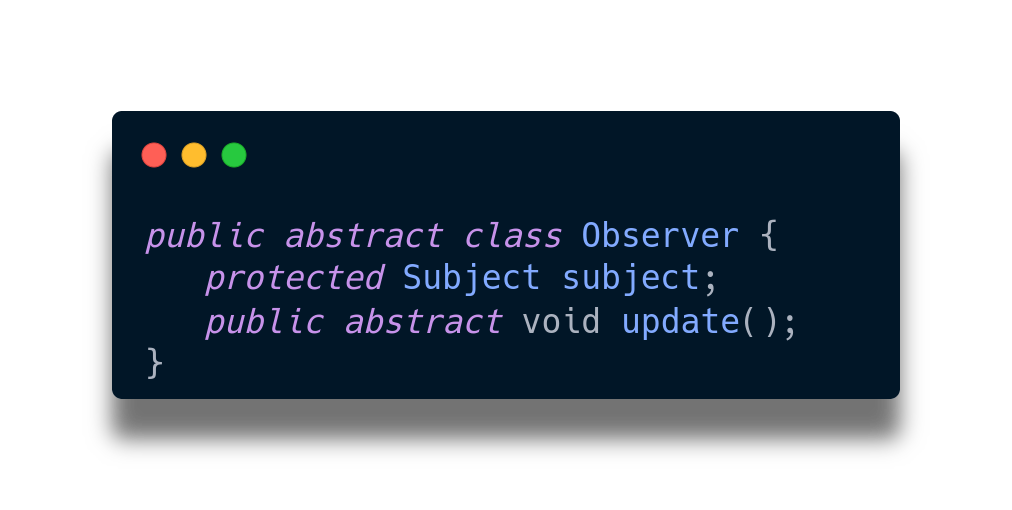 public abstract class Observer {
   protected Subject subject;
   public abstract void update();
}